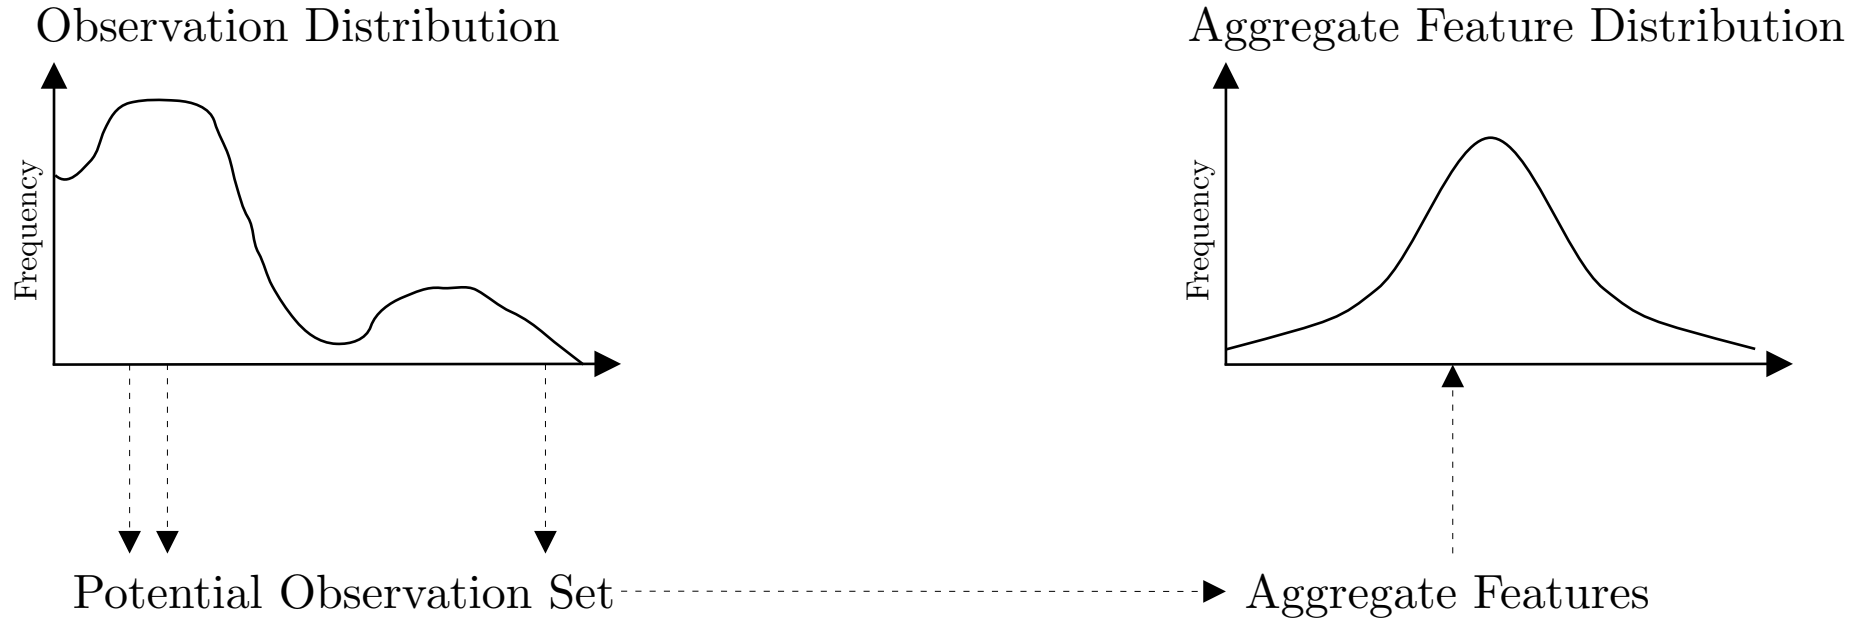 Observation Distribution
Frequency
Aggregate Feature Distribution
Frequency
Potential Observation Set
Aggregate Features